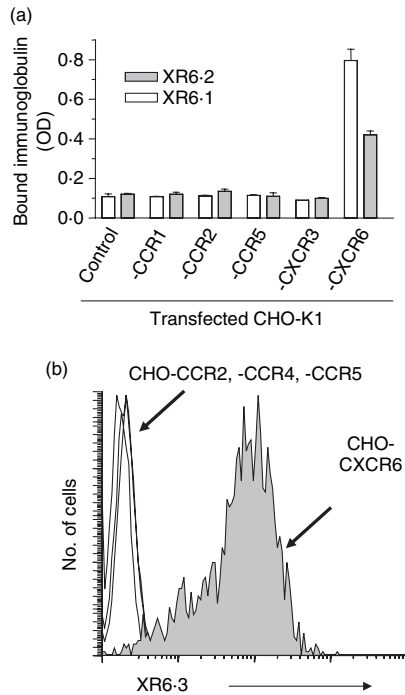 (a)
Bound immunoglobulin
(OD)
0·8
0·6
0·4
0·2
0·0
XR6·2
XR6·1
Control
-CCR1
-CCR2
-CCR5
-CXCR3
-CXCR6
Transfected CHO-K1
(b)
CHO-CCR2, -CCR4, -CCR5
CHO-
CXCR6
No. of cells
XR6·3